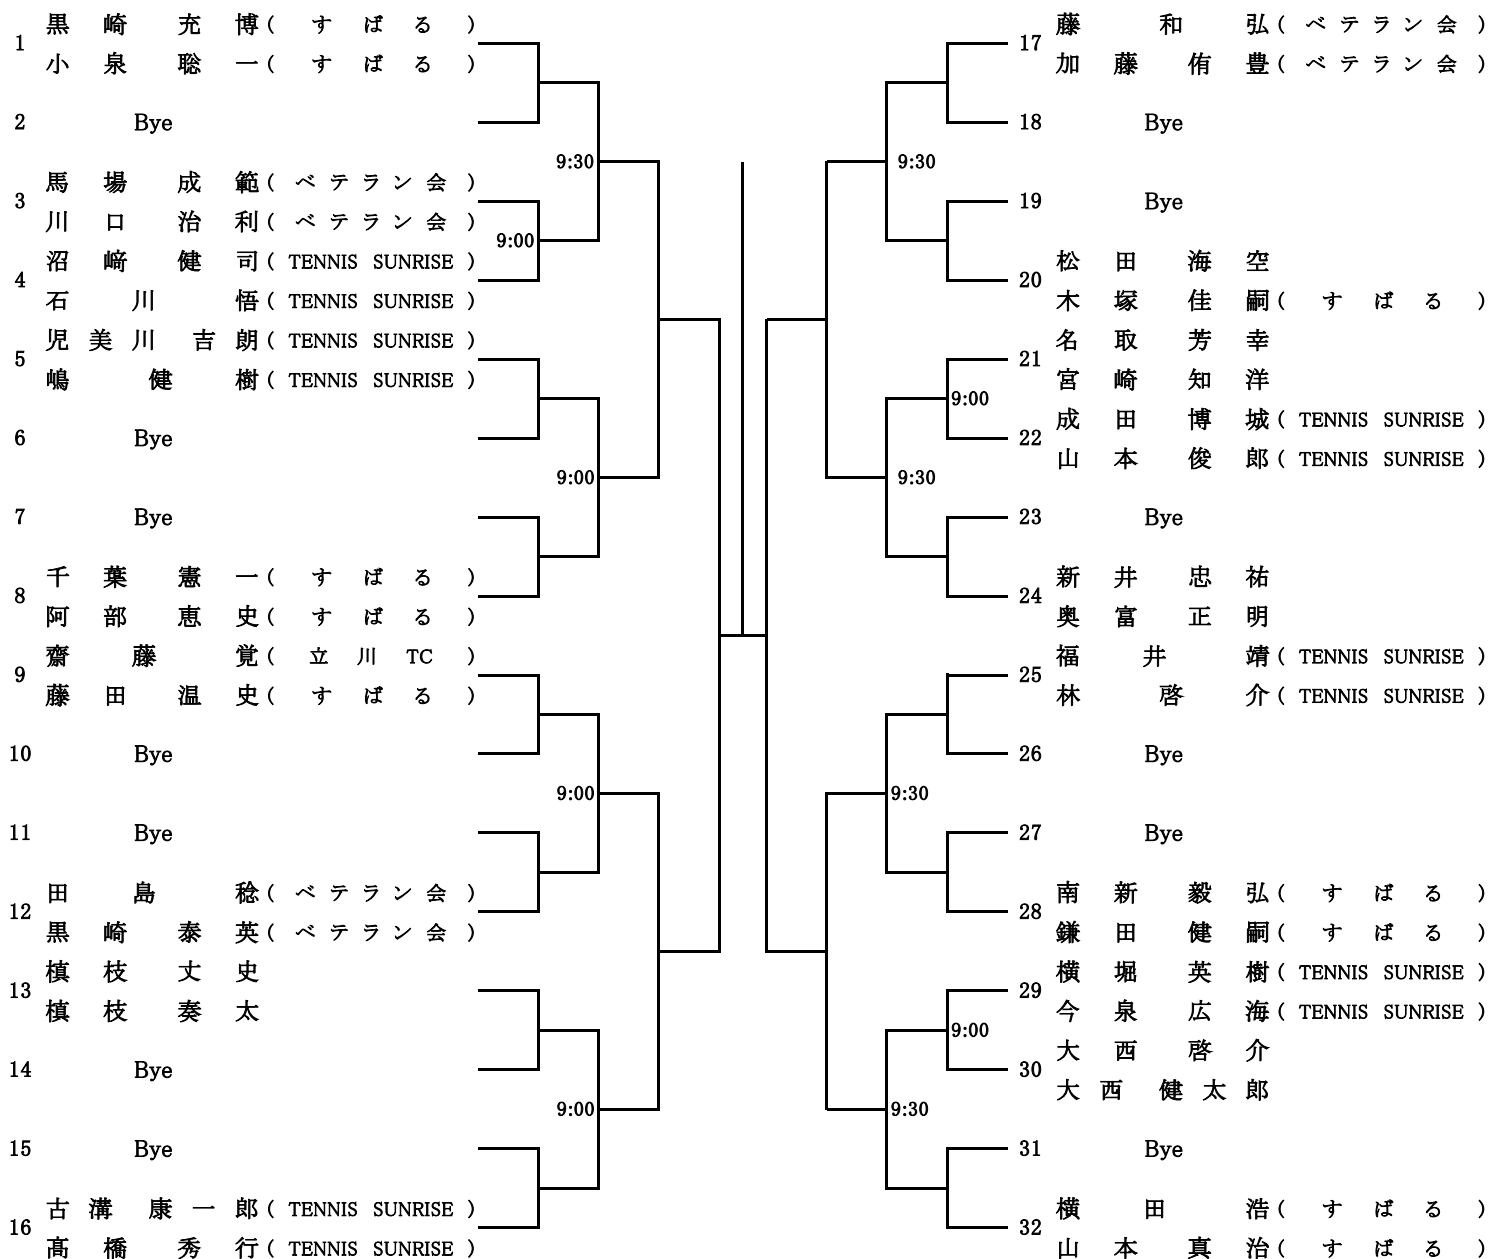 黒崎充博(すばる)
1
小泉聡一(すばる)
2 Bye
9:30
馬場成範(ベテラン会)
3
川口治利(ベテラン会)
9:00
沼﨑健司(TENNIS SUNRISE)
4
石川悟(TENNIS SUNRISE)
児美川吉朗(TENNIS SUNRISE)
5
嶋健樹(TENNIS SUNRISE)
6 Bye
9:00
7 Bye
千葉憲一(すばる)
8
阿部恵史(すばる)
齋藤覚(立川TC)
9
藤田温史(すばる)
10 Bye
9:00
11 Bye
田島稔(ベテラン会)
12
黒崎泰英(ベテラン会)
槙枝丈史
13
槙枝奏太
14 Bye
9:00
15 Bye
古溝康一郎(TENNIS SUNRISE)
16
髙橋秀行(TENNIS SUNRISE)
藤和弘(ベテラン会)
17
加藤侑豊(ベテラン会)
18 Bye
9:30
19 Bye
松田海空
20
木塚佳嗣(すばる)
名取芳幸
21
宮崎知洋
9:00
成田博城(TENNIS SUNRISE)
22
山本俊郎(TENNIS SUNRISE)
9:30
23 Bye
新井忠祐
24
奥富正明
福井靖(TENNIS SUNRISE)
25
林啓介(TENNIS SUNRISE)
26 Bye
9:30
27 Bye
南新毅弘(すばる)
28
鎌田健嗣(すばる)
横堀英樹(TENNIS SUNRISE)
29
今泉広海(TENNIS SUNRISE)
9:00
大西啓介
30
大西健太郎
9:30
31 Bye
横田浩(すばる)
32
山本真治(すばる)